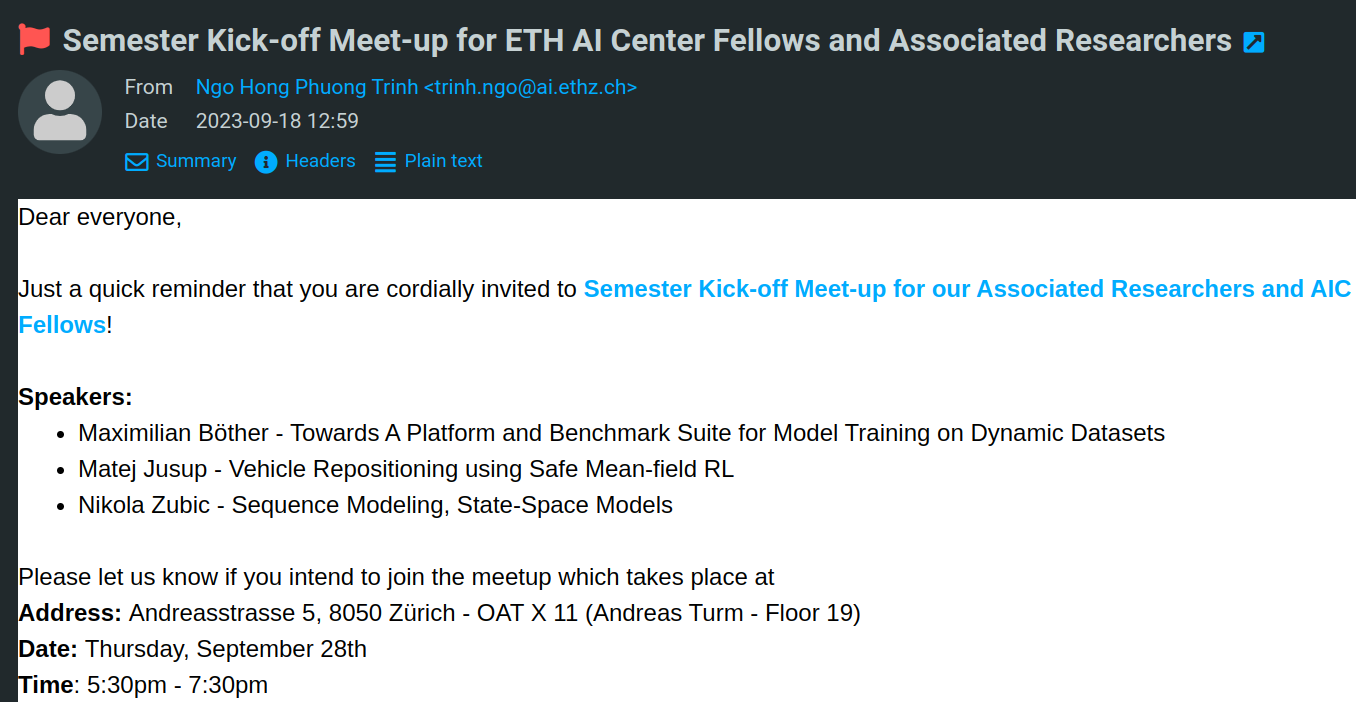 Semester Kick-off Meet-up for ETH AI Center Fellows and Associated Researchers
From Ngo Hong Phuong Trinh <trinh.ngo@ai.ethz.ch>
Date 2023-09-18 12:59
Summary Headers Plain text
Dear everyone,
Just a quick reminder that you are cordially invited to Semester Kick-off Meet-up for our Associated Researchers and AIC
Fellows!
Speakers:
• Maximilian Böther - Towards A Platform and Benchmark Suite for Model Training on Dynamic Datasets
• Matej Jusup - Vehicle Repositioning using Safe Mean-field RL
• Nikola Zubic - Sequence Modeling, State-Space Models
Please let us know if you intend to join the meetup which takes place at
Address: Andreasstrasse 5, 8050 Zürich - OAT X 11 (Andreas Turm - Floor 19)
Date: Thursday, September 28th
Time: 5:30pm - 7:30pm